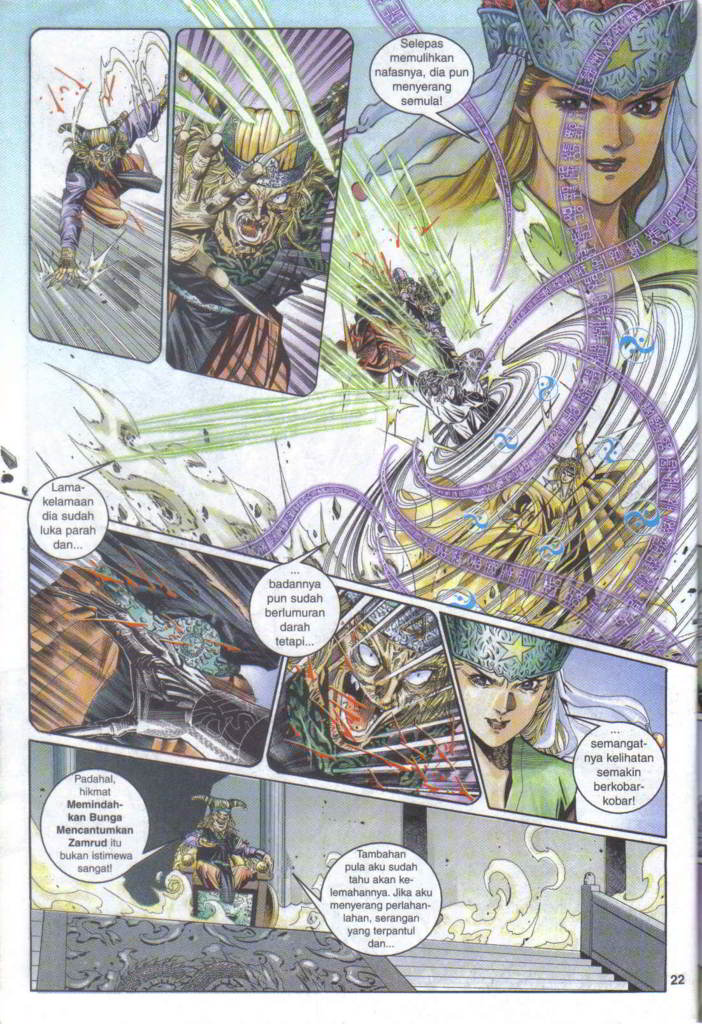 Selepas
memulihkan
nafasnya, dia pun
menyerang
semula!
Lama-
kelamaan
dia sudah
luka parah
dan...
...
badannya
pun sudah
berlumuran
darah
tetapi...
...
semangat-
nya kelihatan
semakin
berkobar-
kobar!
Padahal,
hikmat
Memindah-
kan Bunga
Mencantumkan
Zamrud itu
bukan istimewa
sangat!
Tambahan
pula aku sudah
tahu akan ke-
lemahannya. Jika aku
menyerang perlahan-
lahan, serangan
yang terpantul
dan...
22